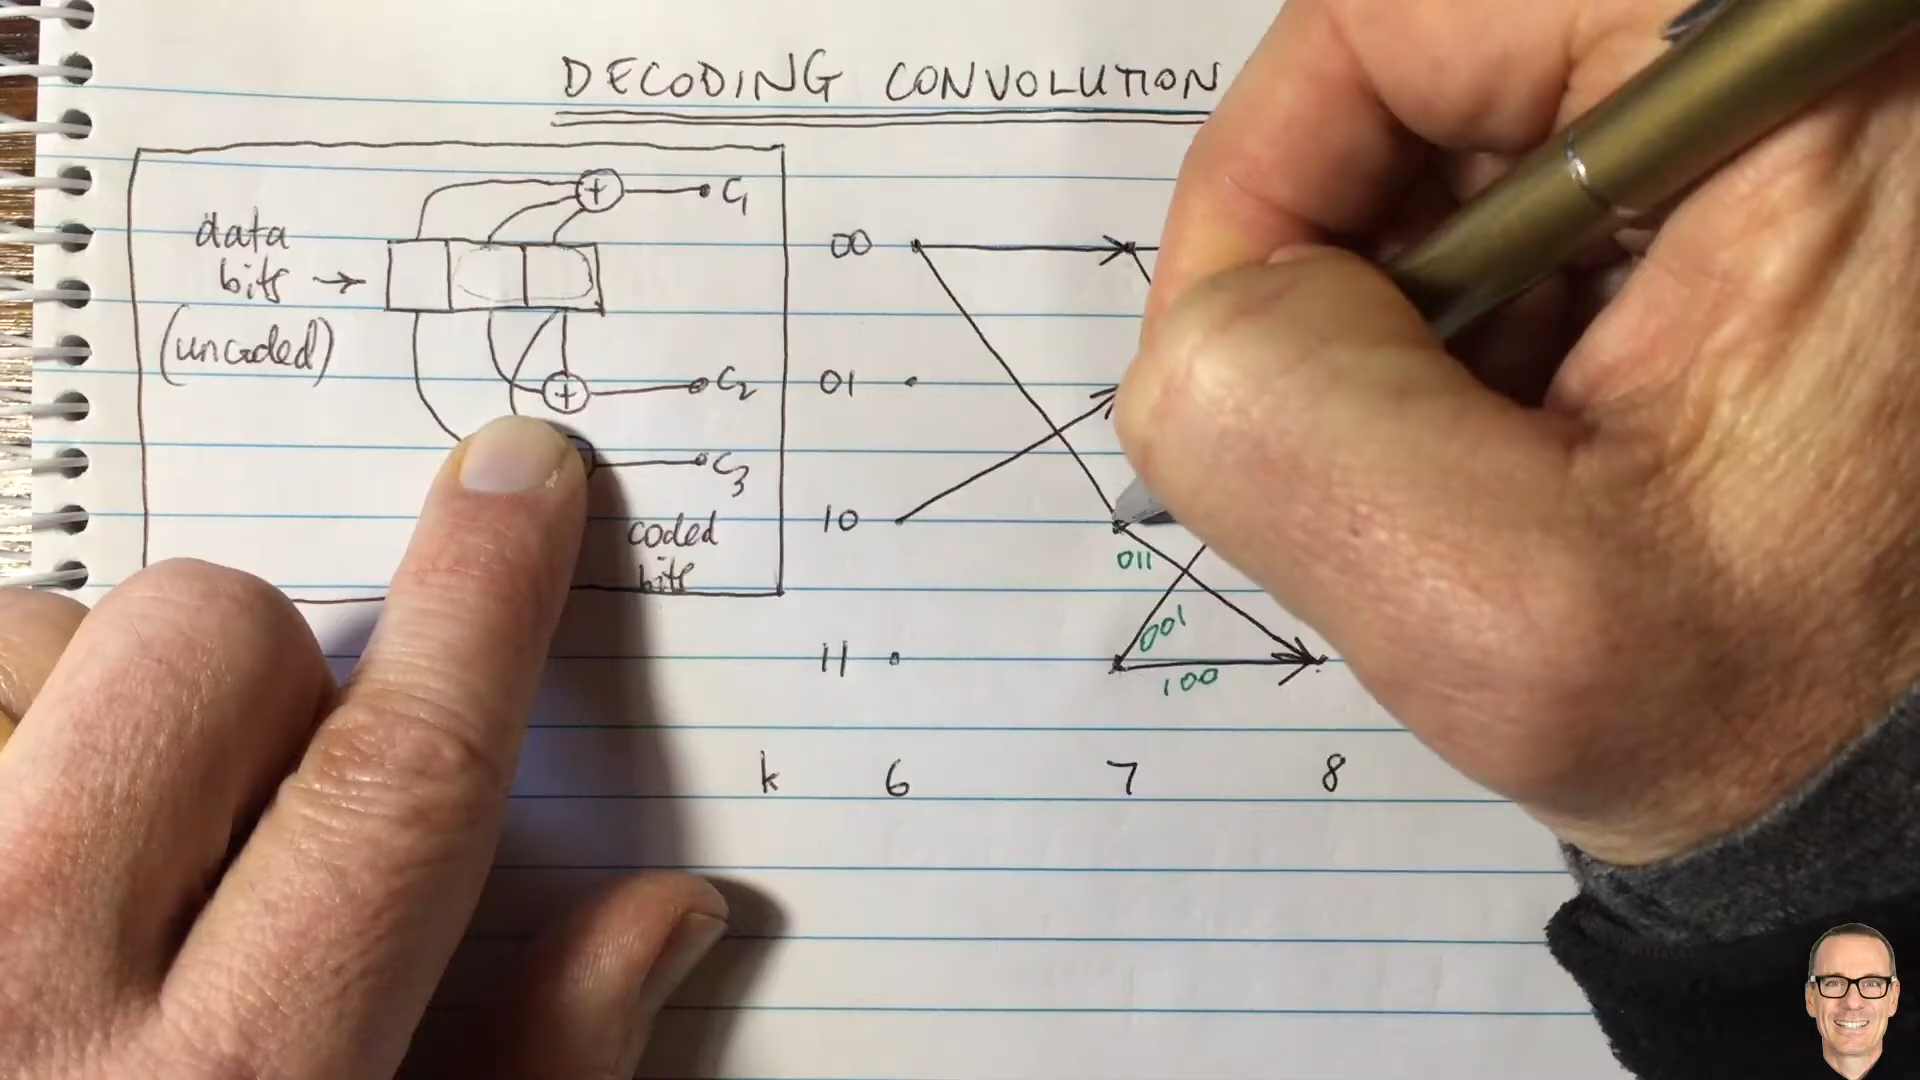 DECODING CONVOLUTION
data
bits →
(uncoded)
+
C1
+
C2
C3
coded
bits
00
01
10
11
011
001
100
k 6 7 8